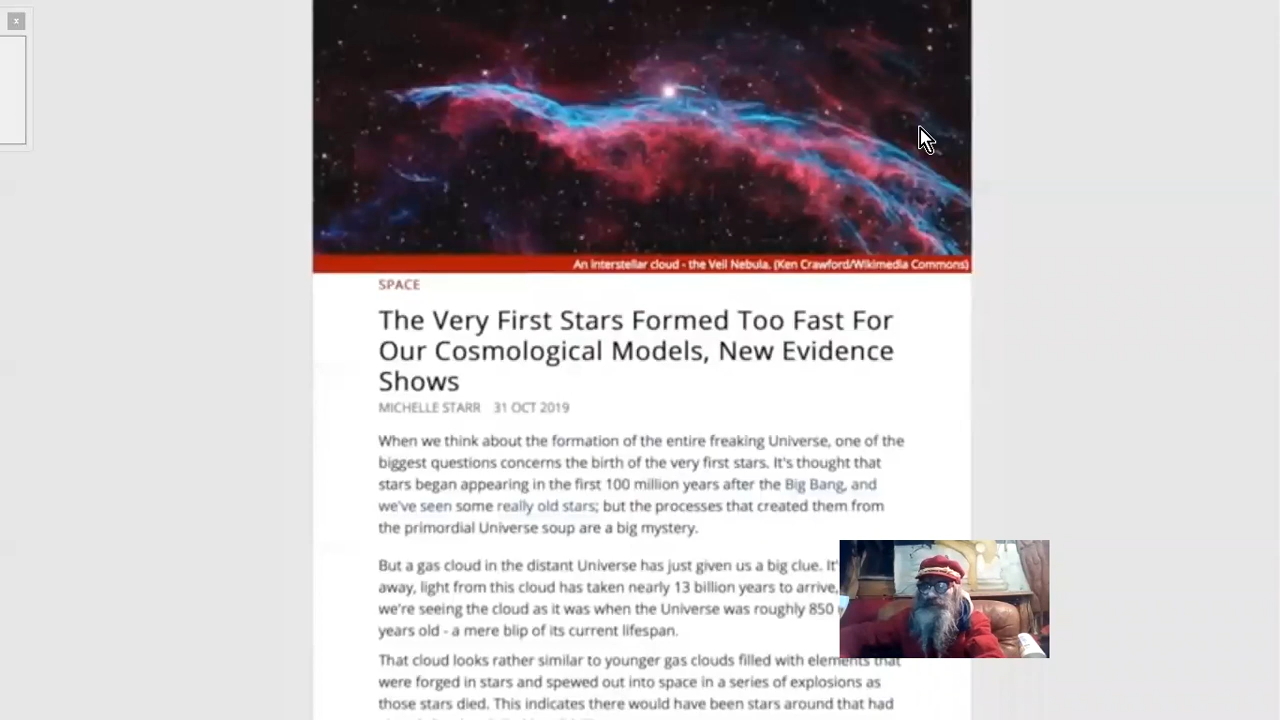 x
An interstellar cloud - the Veil Nebula. (Ken Crawford/Wikimedia Commons)
SPACE
The Very First Stars Formed Too Fast For
Our Cosmological Models, New Evidence
Shows
MICHELLE STARR 31 OCT 2019
When we think about the formation of the entire freaking Universe, one of the
biggest questions concerns the birth of the very first stars. It's thought that
stars began appearing in the first 100 million years after the Big Bang, and
we've seen some really old stars; but the processes that created them from
the primordial Universe soup are a big mystery.
But a gas cloud in the distant Universe has just given us a big clue.
away, light from this cloud has taken nearly 13 billion years to arrive,
we're seeing the cloud as it was when the Universe was roughly 850
years old - a mere blip of its current lifespan.
That cloud looks rather similar to younger gas clouds filled with elements that
were forged in stars and spewed out into space in a series of explosions as
those stars died. This indicates there would have been stars around that had